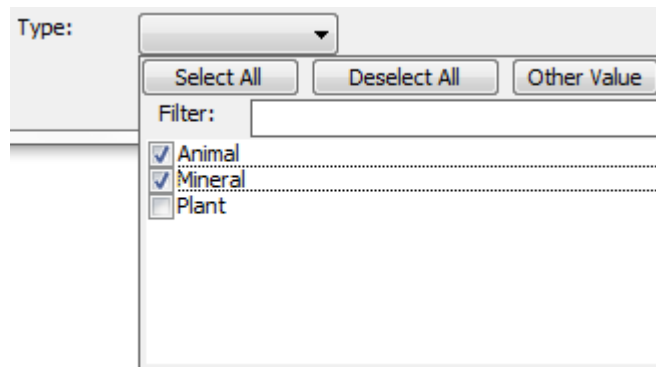 Type:
Select All Deselect All Other Value
Filter:
Animal
Mineral
Plant